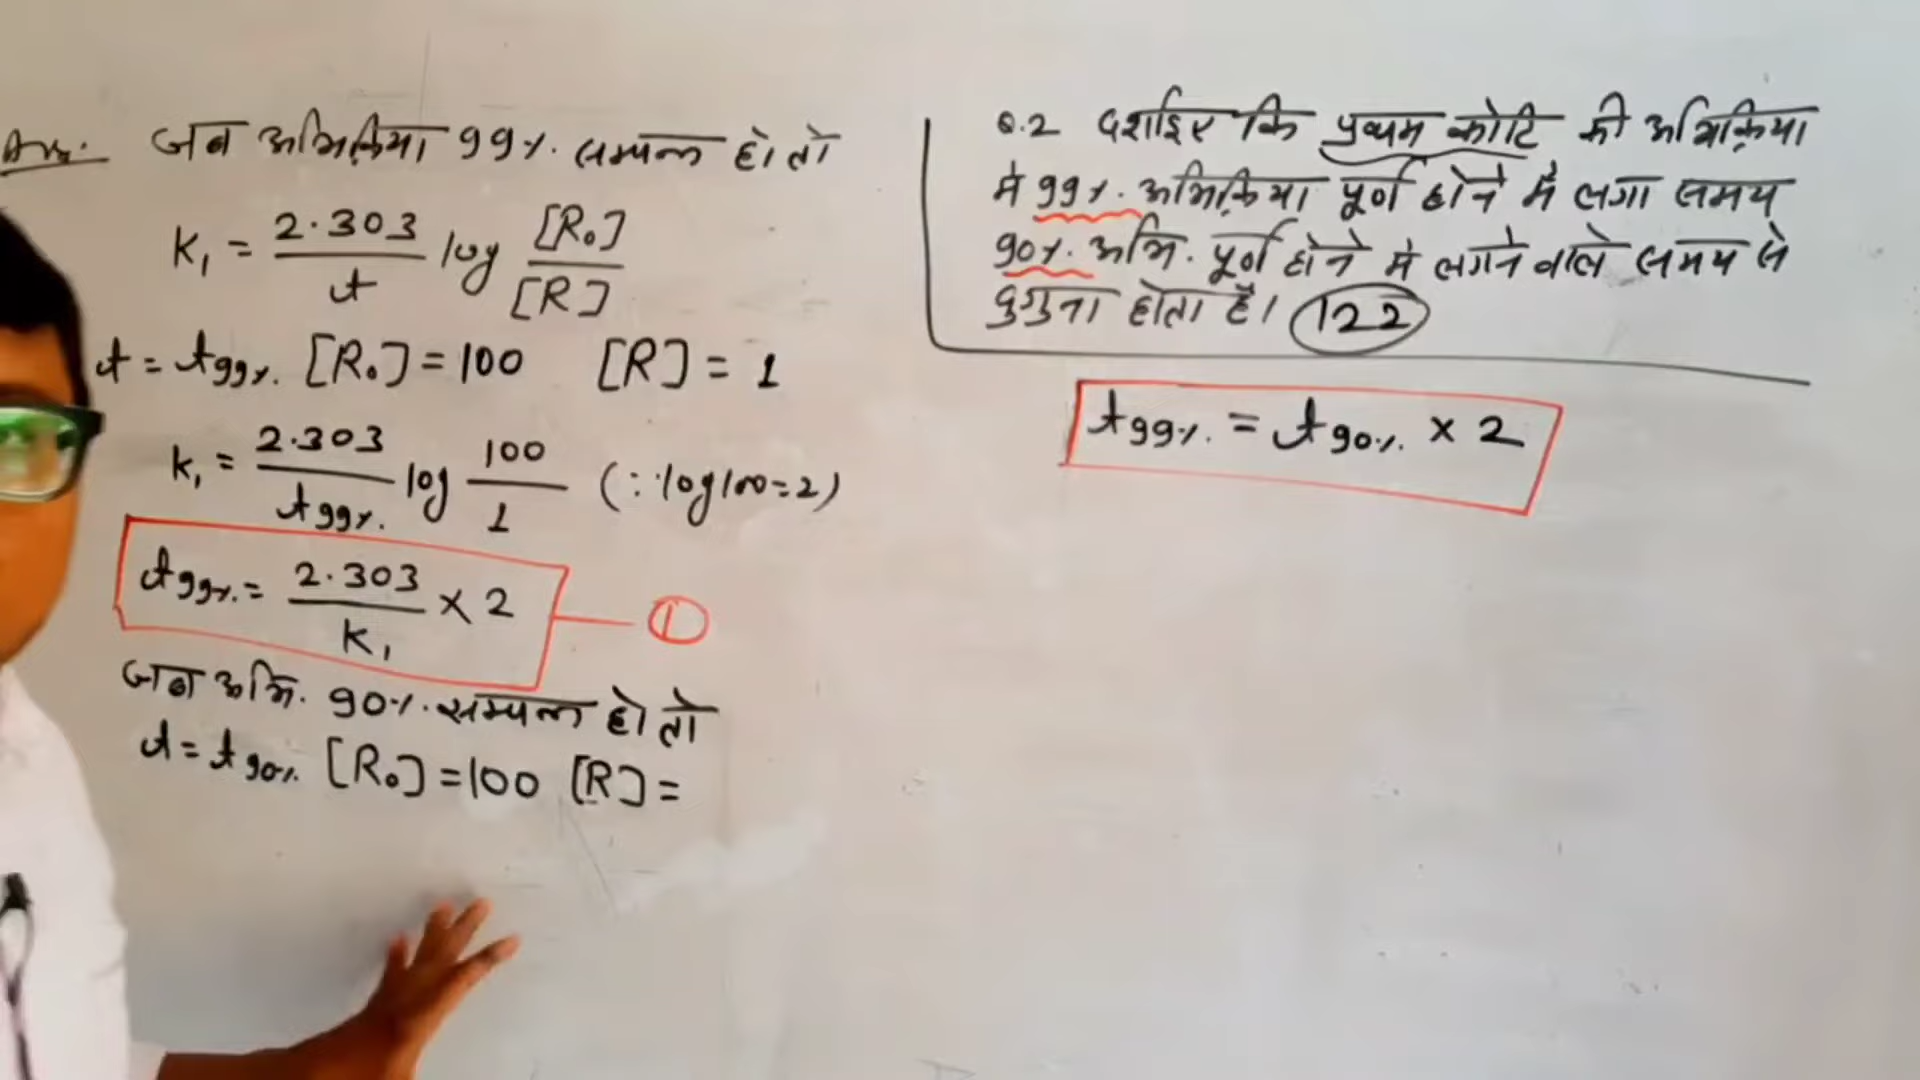 Ans. जब अभिक्रिया 99%. सम्पन्न हो तो
K₁ = 2.303/t log [R₀]/[R]
t = t99%. [R₀] = 100 [R] = 1
K₁ = 2.303/t99%. log 100/1 (∵ log100=2)
t99%. = 2.303/K₁ × 2 — ①
जब अभि. 90%. सम्पन्न हो तो
t = t90%. [R₀] = 100 [R] =
Q.2 दर्शाइए कि प्रथम कोटि की अभिक्रिया
मे 99%. अभिक्रिया पूर्ण होने मे लगा समय
90%. अभि. पूर्ण होने मे लगने वाले समय से
दुगुना होता है। 122
t99%. = t90%. × 2